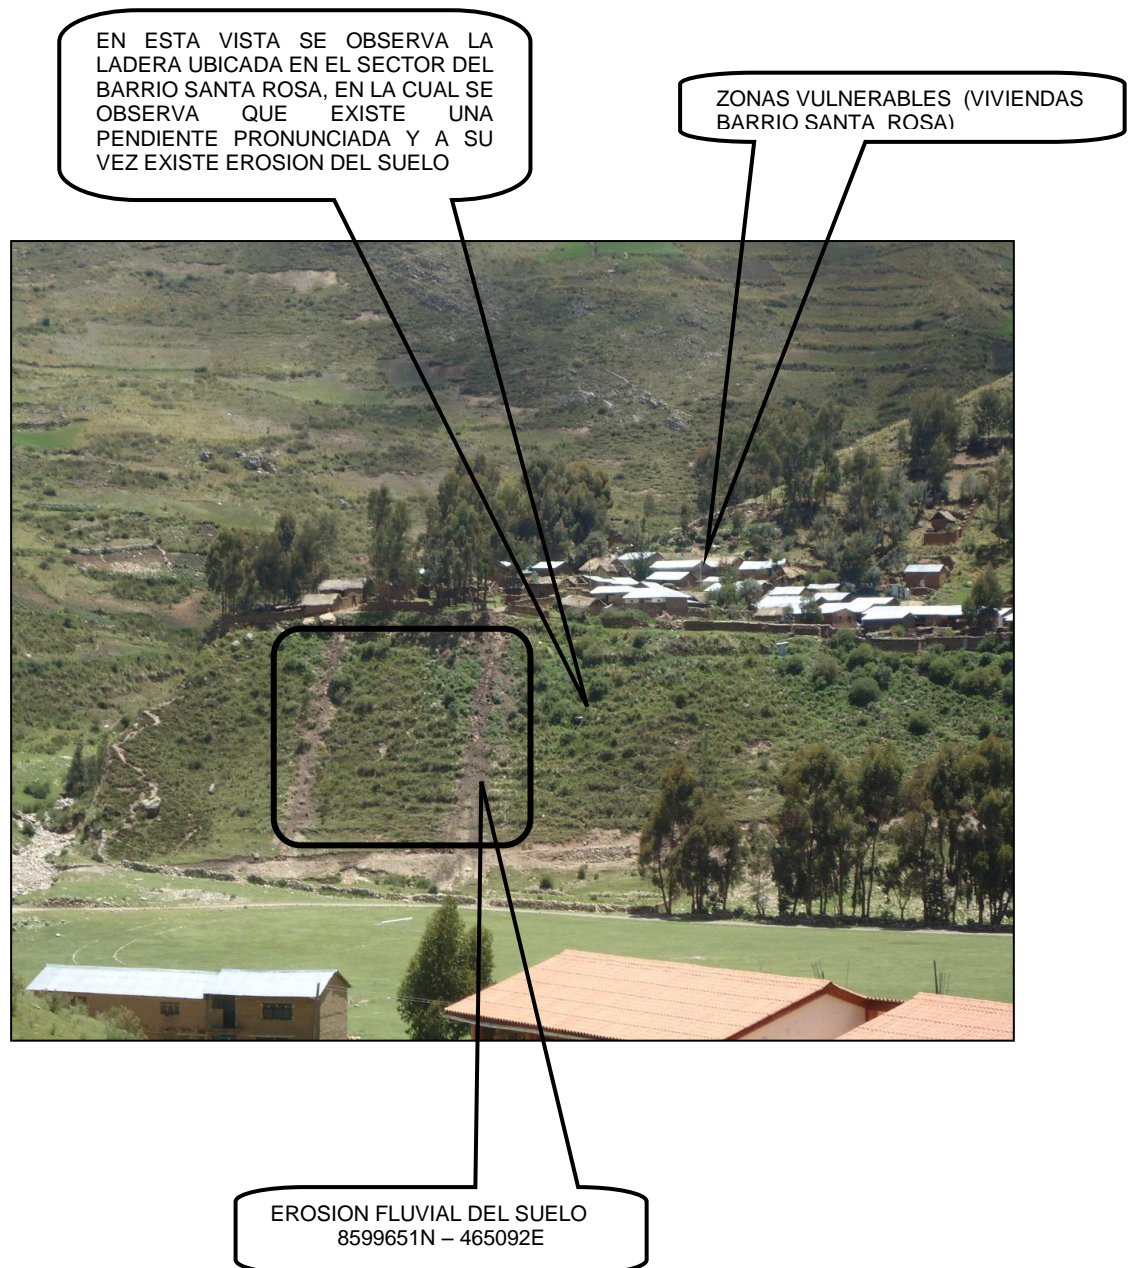 EN ESTA VISTA SE OBSERVA LA
LADERA UBICADA EN EL SECTOR DEL
BARRIO SANTA ROSA, EN LA CUAL SE
OBSERVA QUE EXISTE UNA
PENDIENTE PRONUNCIADA Y A SU
VEZ EXISTE EROSION DEL SUELO
ZONAS VULNERABLES (VIVIENDAS
BARRIO SANTA ROSA)
EROSION FLUVIAL DEL SUELO
8599651N – 465092E